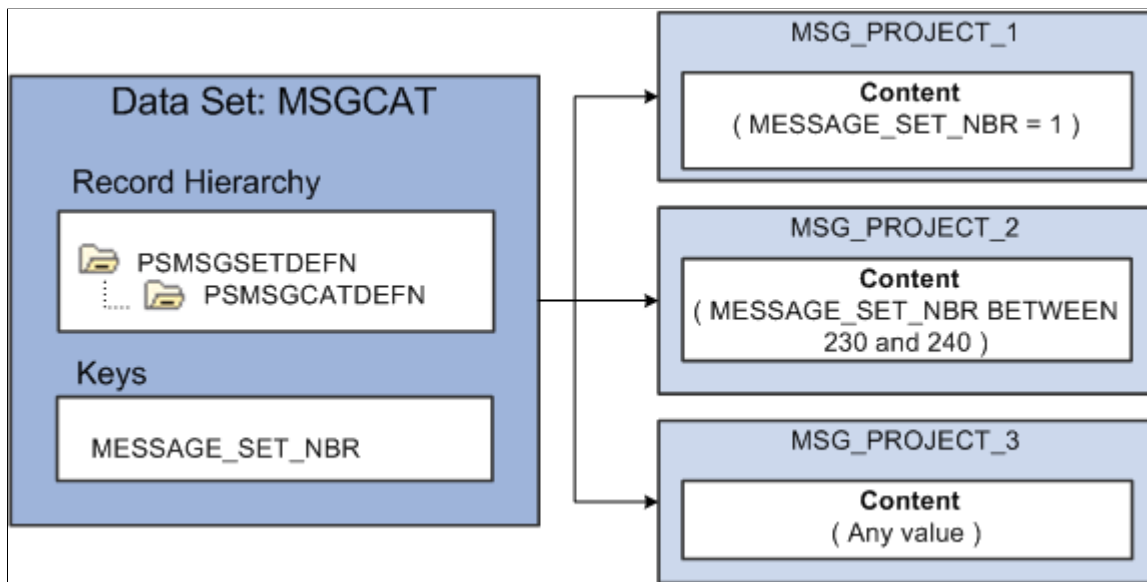 Data Set: MSGCAT
Record Hierarchy
PSMSGSETDEFN
PSMSGCATDEFN
Keys
MESSAGE_SET_NBR
MSG_PROJECT_1
Content
( MESSAGE_SET_NBR = 1 )
MSG_PROJECT_2
Content
( MESSAGE_SET_NBR BETWEEN
230 and 240 )
MSG_PROJECT_3
Content
( Any value )